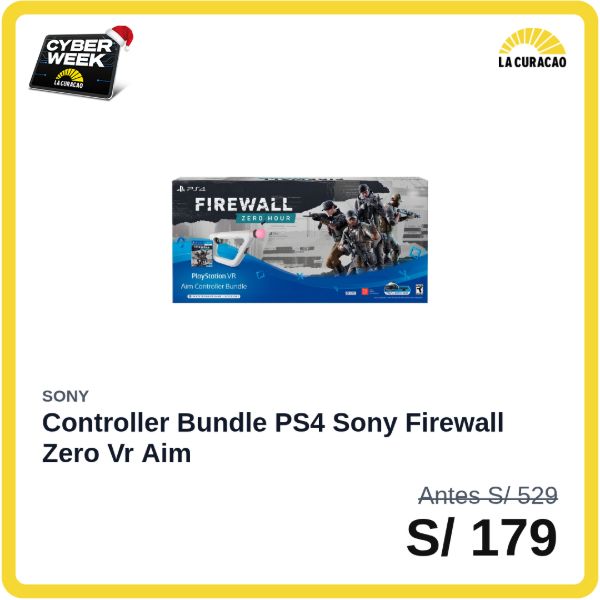 CYBER
WEEK
LA CURACAO
LA CURACAO
PS4
FIREWALL
ZERO HOUR
PlayStation VR
Aim Controller Bundle
SONY
Controller Bundle PS4 Sony Firewall
Zero Vr Aim
Antes S/ 529
S/ 179